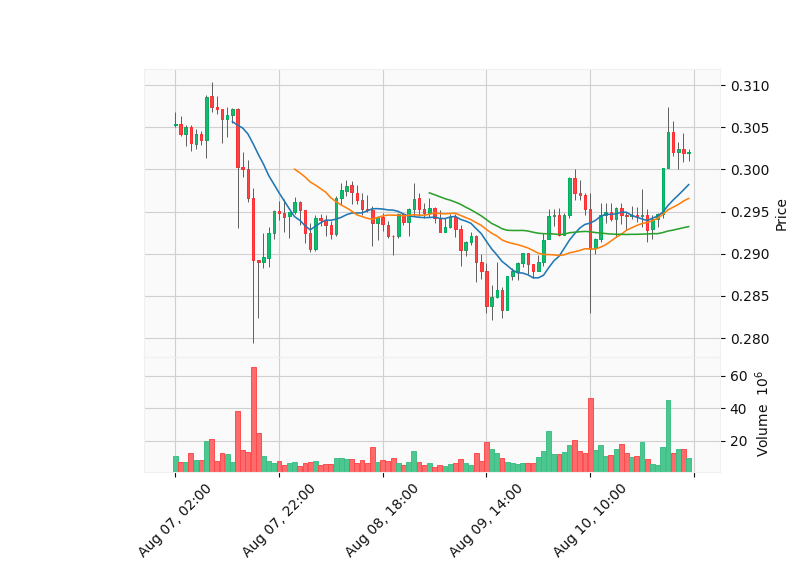 0.310
0.305
0.300
0.295
0.290
0.285
0.280
Price
60
40
20
Volume 10⁶
Aug 07, 02:00
Aug 07, 22:00
Aug 08, 18:00
Aug 09, 14:00
Aug 10, 10:00